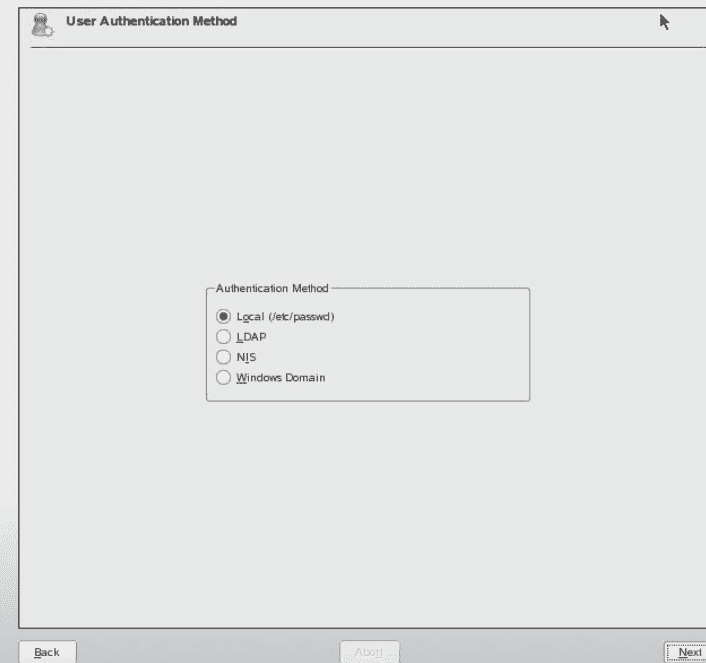 User Authentication Method
Authentication Method
Local (/etc/passwd)
LDAP
NIS
Windows Domain
Back
Abort
Next